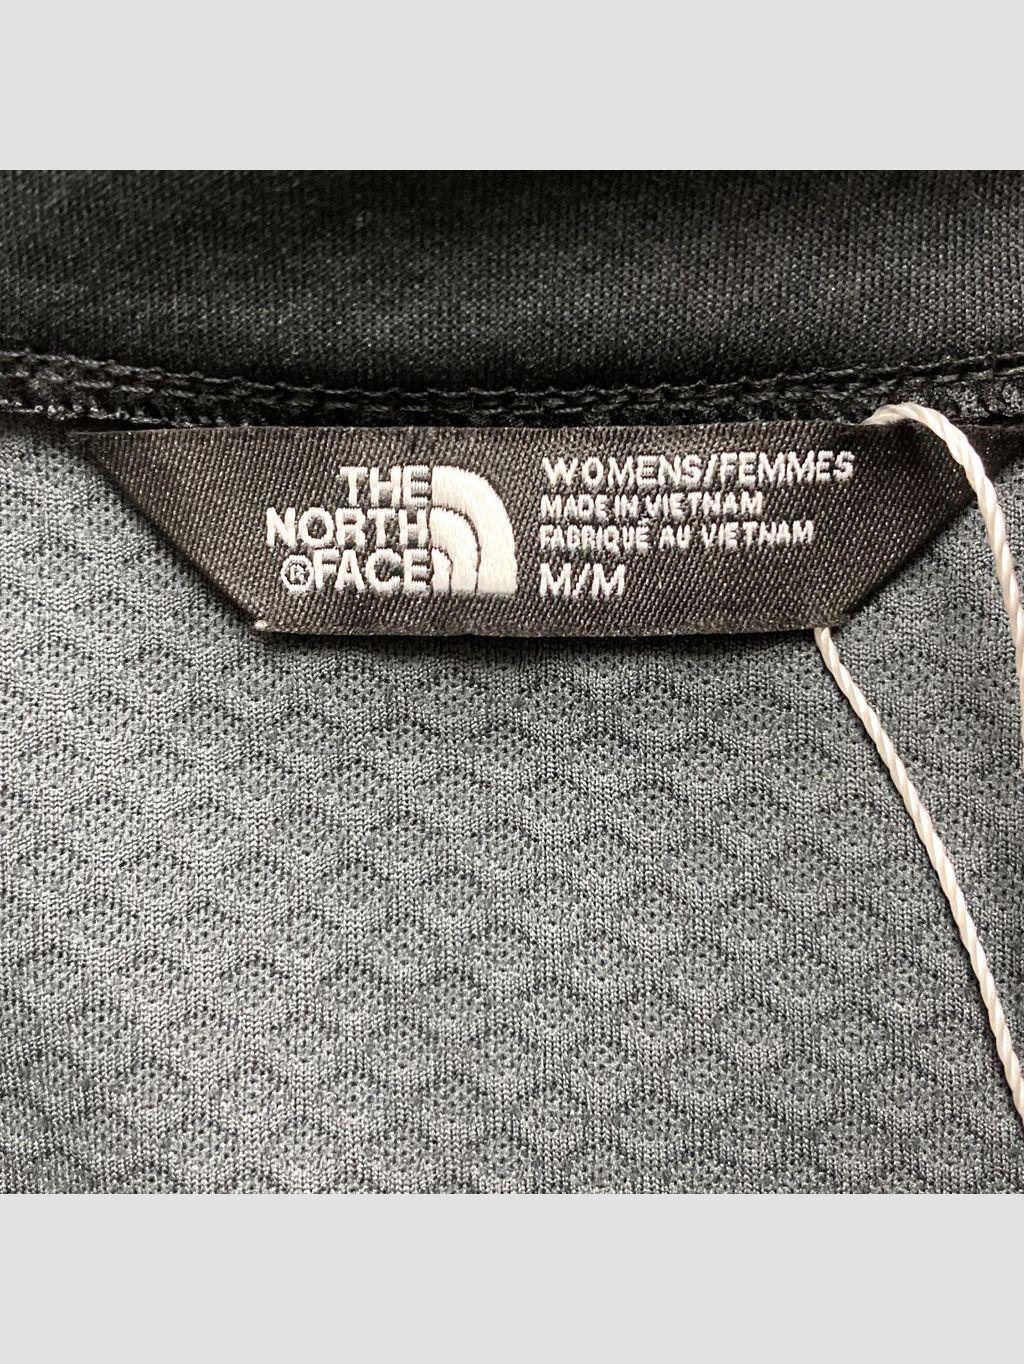 THE
NORTH
®FACE
WOMENS/FEMMES
MADE IN VIETNAM
FABRIQUÉ AU VIETNAM
M/M